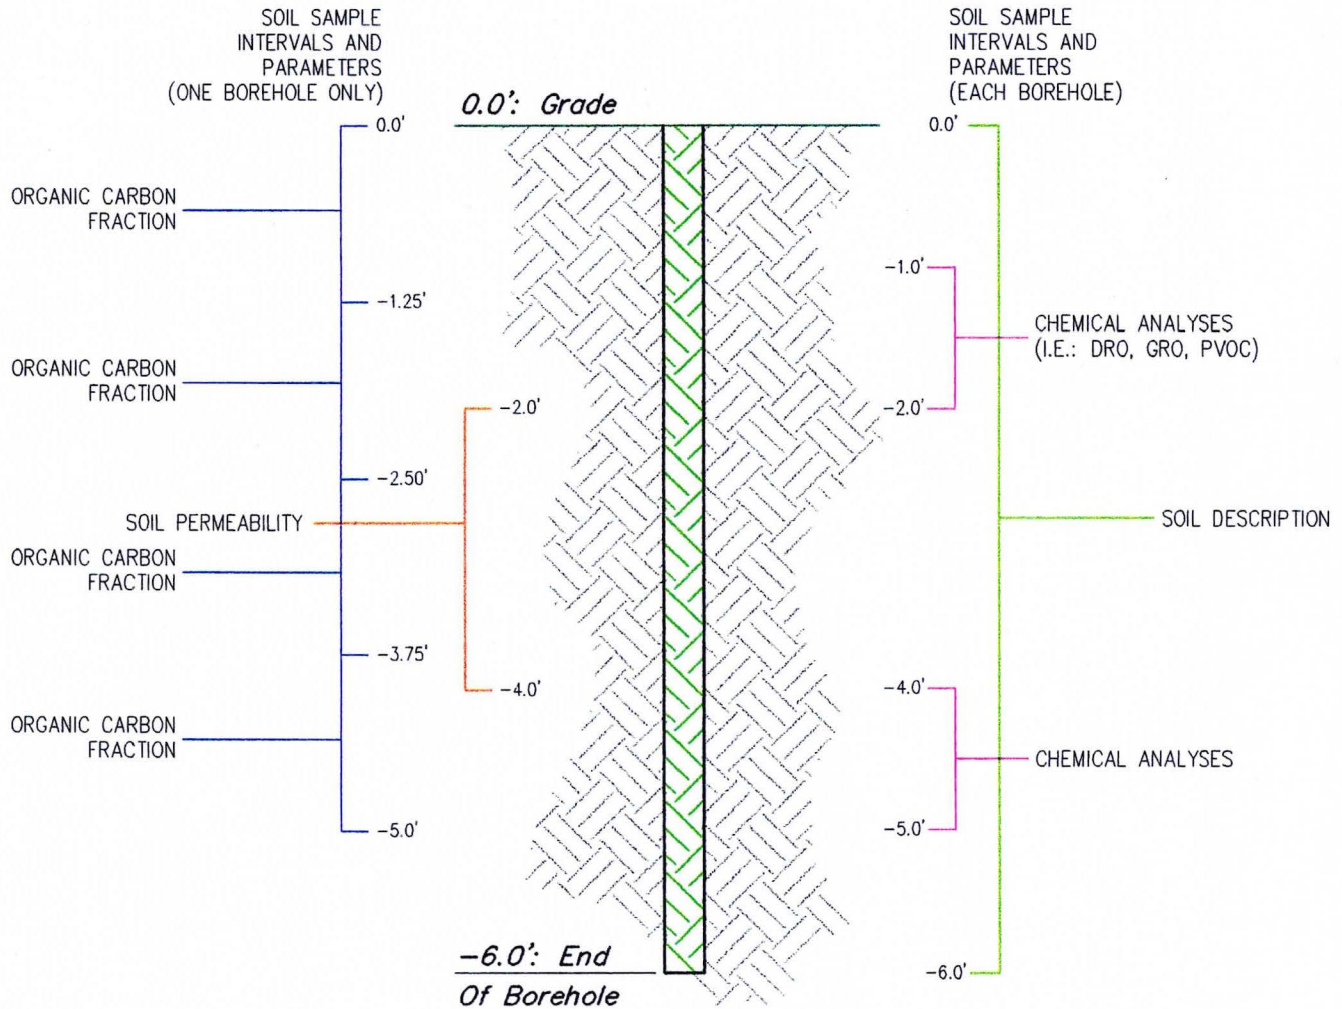 SOIL SAMPLE
INTERVALS AND
PARAMETERS
(ONE BOREHOLE ONLY)
0.0'
ORGANIC CARBON
FRACTION
-1.25'
ORGANIC CARBON
FRACTION
-2.50'
SOIL PERMEABILITY
ORGANIC CARBON
FRACTION
-3.75'
ORGANIC CARBON
FRACTION
-5.0'
-2.0'
-4.0'
0.0': Grade
-6.0': End
Of Borehole
SOIL SAMPLE
INTERVALS AND
PARAMETERS
(EACH BOREHOLE)
0.0'
-1.0'
CHEMICAL ANALYSES
(I.E.: DRO, GRO, PVOC)
-2.0'
SOIL DESCRIPTION
-4.0'
CHEMICAL ANALYSES
-5.0'
-6.0'